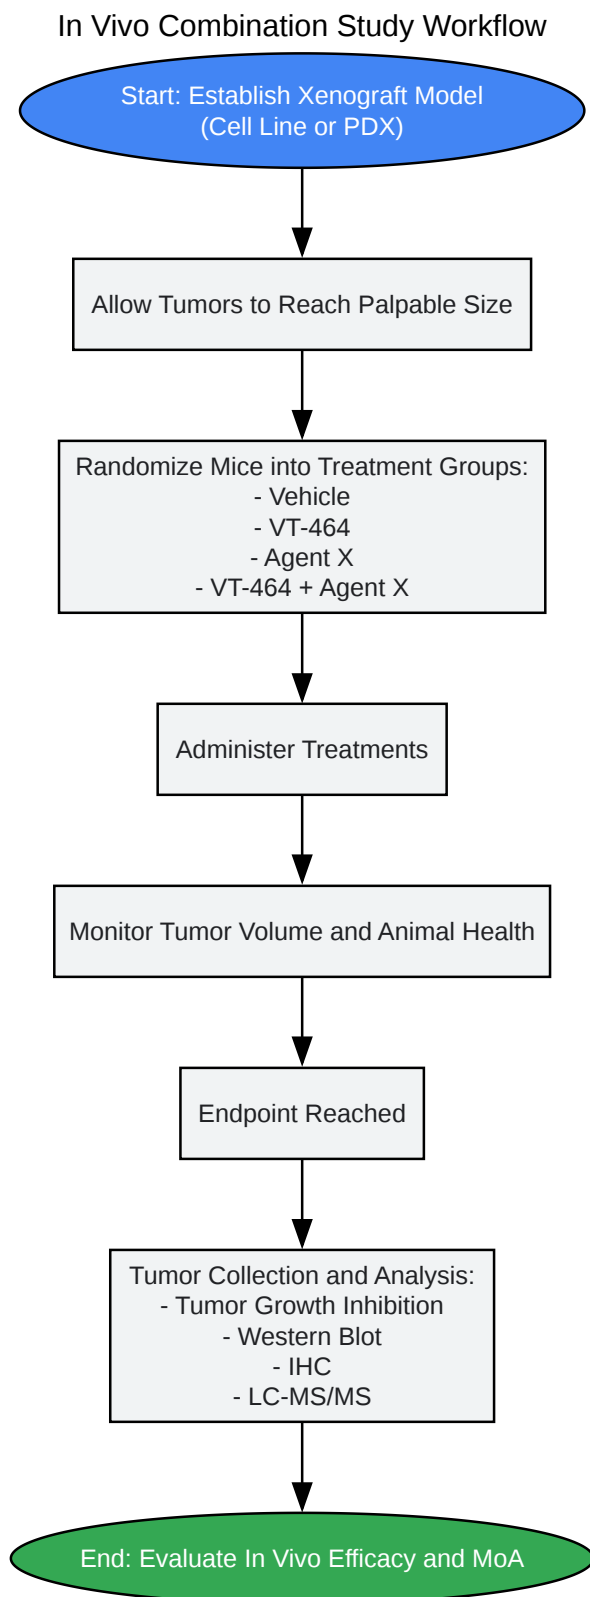 In Vivo Combination Study Workflow
Start: Establish Xenograft Model
(Cell Line or PDX)
Allow Tumors to Reach Palpable Size
Randomize Mice into Treatment Groups:
- Vehicle
- VT-464
- Agent X
- VT-464 + Agent X
Administer Treatments
Monitor Tumor Volume and Animal Health
Endpoint Reached
Tumor Collection and Analysis:
- Tumor Growth Inhibition
- Western Blot
- IHC
- LC-MS/MS
End: Evaluate In Vivo Efficacy and MoA